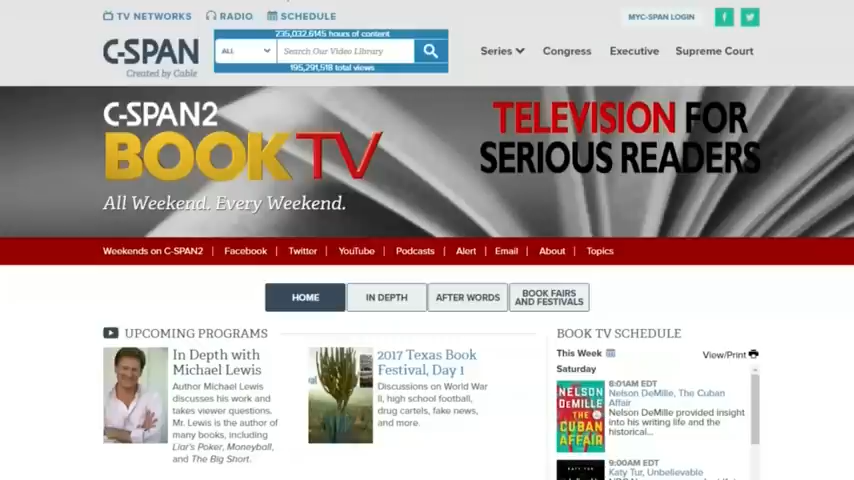 TV NETWORKS
RADIO
SCHEDULE
MYC-SPAN LOGIN
C-SPAN
Created by Cable
235,032.6145 hours of content
ALL
Search Our Video Library
195,291,518 total views
Series
Congress
Executive
Supreme Court
C-SPAN2
BOOKTV
All Weekend. Every Weekend.
TELEVISION FOR
SERIOUS READERS
Weekends on C-SPAN2 | Facebook | Twitter | YouTube | Podcasts | Alert | Email | About | Topics
HOME
IN DEPTH
AFTER WORDS
BOOK FAIRS
AND FESTIVALS
UPCOMING PROGRAMS
In Depth with
Michael Lewis
Author Michael Lewis
discusses his work and
takes viewer questions.
Mr. Lewis is the author of
many books, including
Liar's Poker, Moneyball,
and The Big Short.
2017 Texas Book
Festival, Day 1
Discussions on World War
II, high school football,
drug cartels, fake news,
and more.
BOOK TV SCHEDULE
This Week
View/Print
Saturday
NELSON
DEMILLE
THE
CUBAN
AFFAIR
8:01AM EDT
Nelson DeMille, The Cuban
Affair
Nelson DeMille provided insight
into his writing life and the
historical...
KATY TUR
9:00AM EDT
Katy Tur, Unbelievable